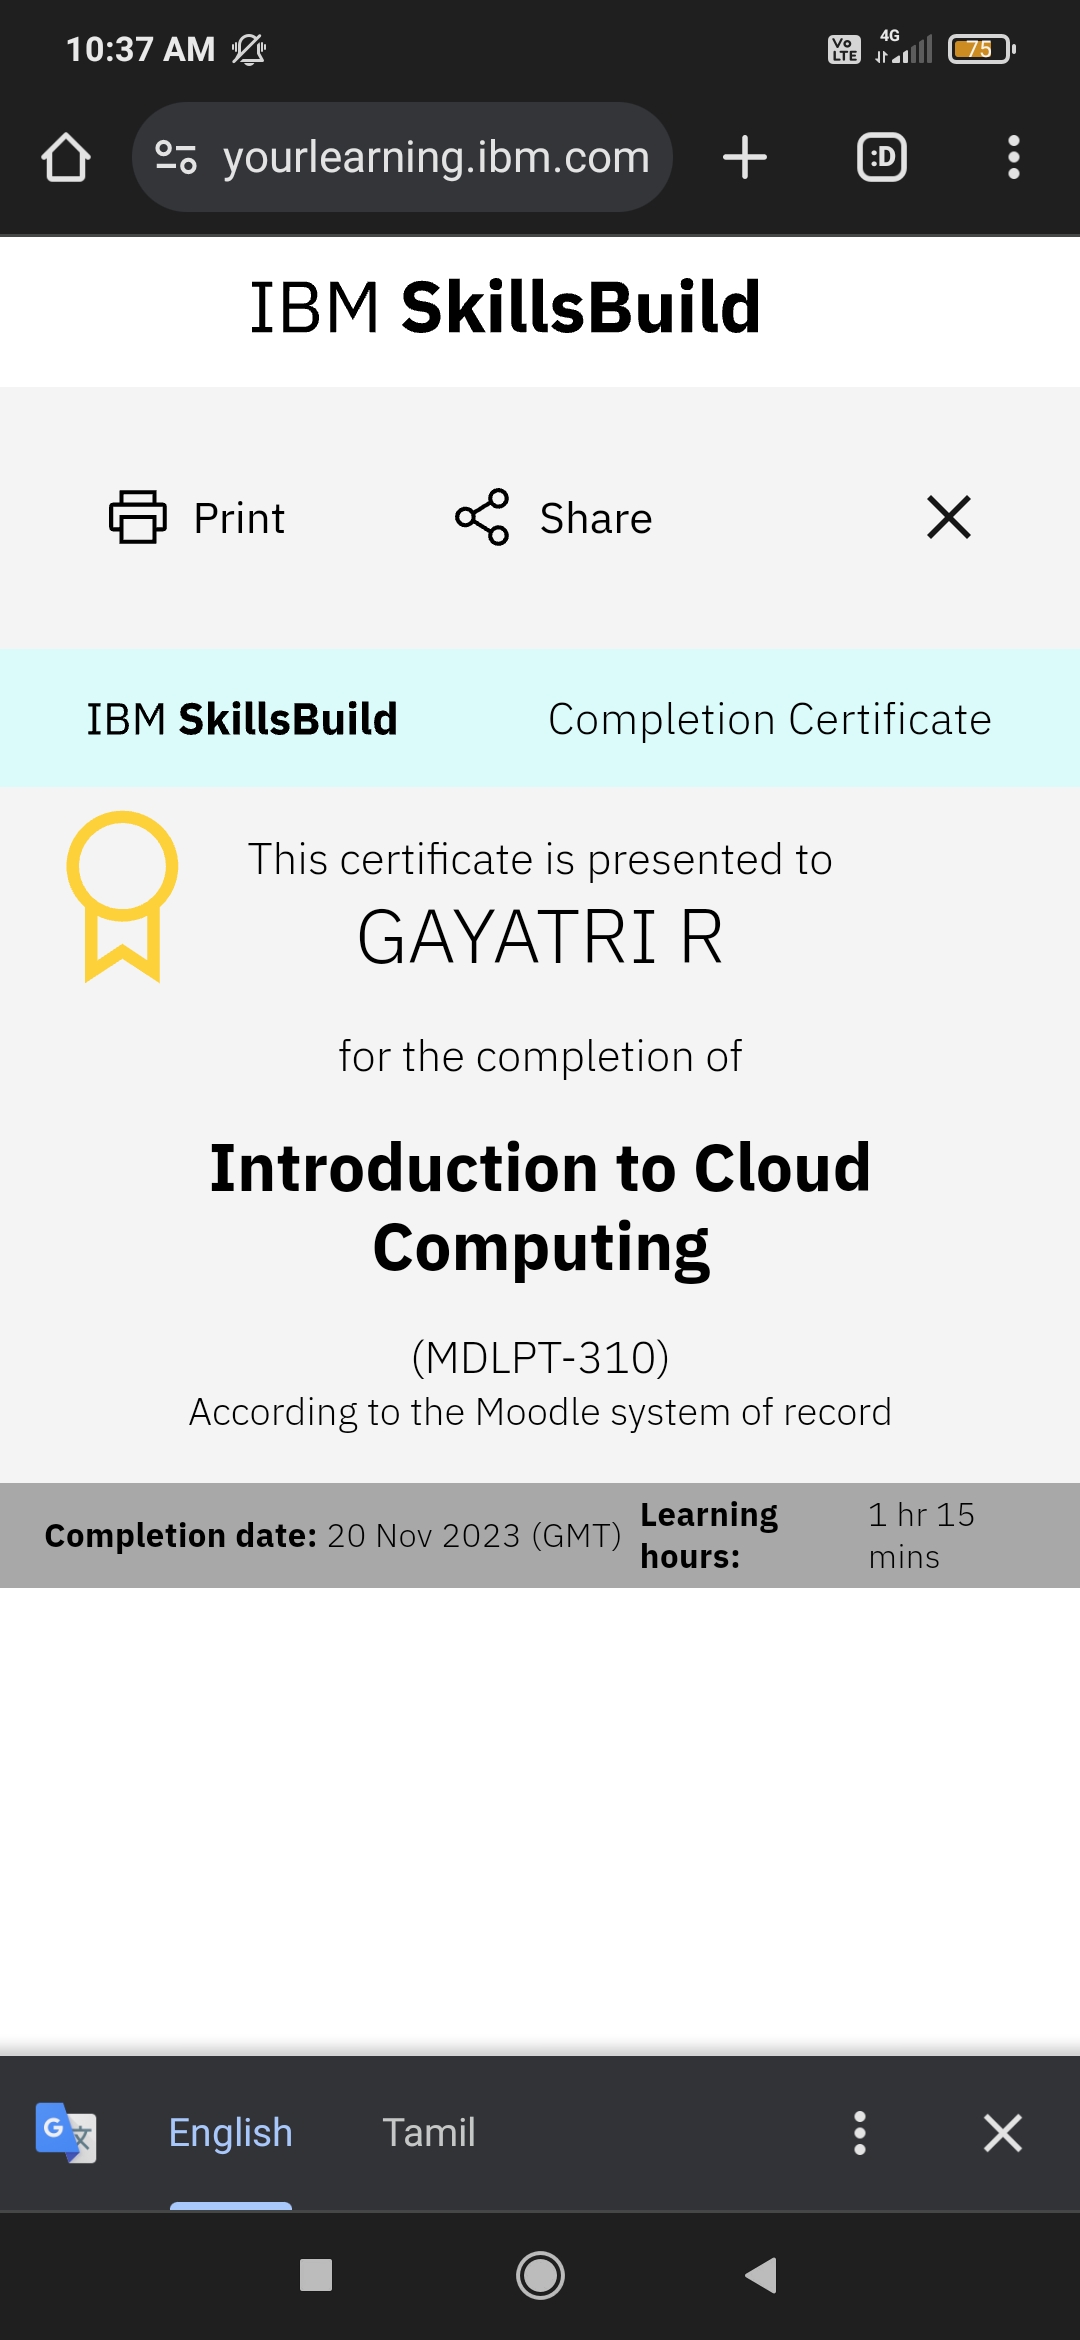 10:37 AM
Vo LTE 4G 75
yourlearning.ibm.com :D
IBM SkillsBuild
Print Share
IBM SkillsBuild Completion Certificate
This certificate is presented to
GAYATRI R
for the completion of
Introduction to Cloud
Computing
(MDLPT-310)
According to the Moodle system of record
Completion date: 20 Nov 2023 (GMT)
Learning
hours:
1 hr 15
mins
G 文 English Tamil